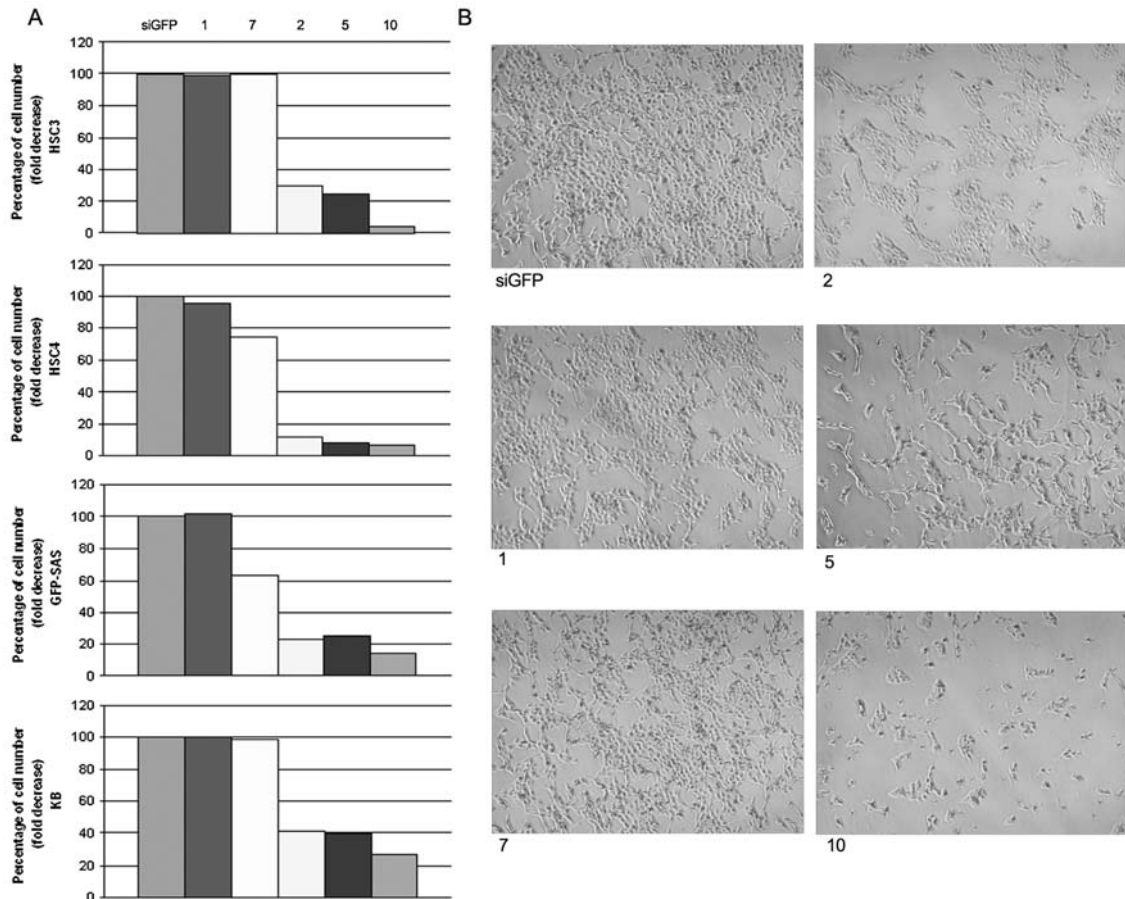 A
siGFP 1 7 2 5 10
Percentage of cell number
(fold decrease)
HSC3
120
100
80
60
40
20
0
Percentage of cell number
(fold decrease)
HSC4
120
100
80
60
40
20
0
Percentage of cell number
(fold decrease)
GFP-SAS
120
100
80
60
40
20
0
Percentage of cell number
(fold decrease)
KB
120
100
80
60
40
20
0
B
siGFP
2
1
5
7
10